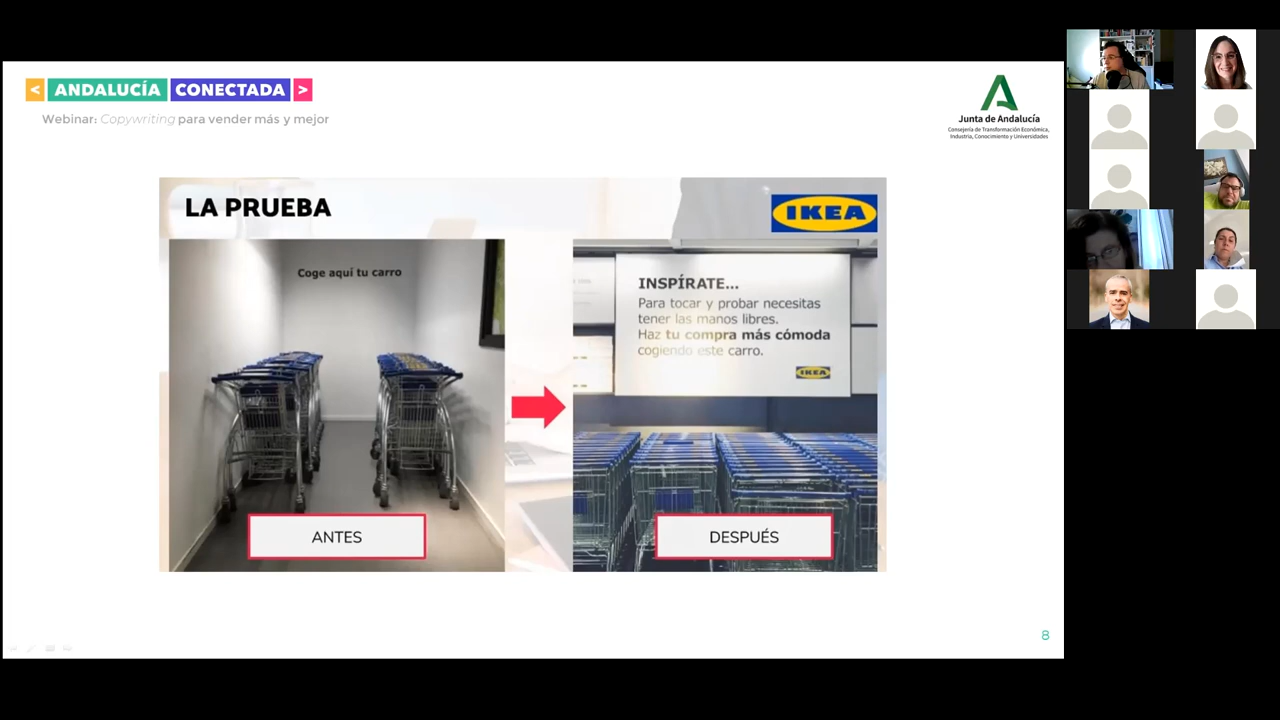 < ANDALUCÍA CONECTADA >
Webinar: Copywriting para vender más y mejor
Junta de Andalucía
Consejería de Transformación Económica,
Industria, Conocimiento y Universidades
LA PRUEBA
IKEA
Coge aquí tu carro
INSPÍRATE...
Para tocar y probar necesitas
tener las manos libres.
Haz tu compra más cómoda
cogiendo este carro.
IKEA
ANTES
DESPUÉS
8